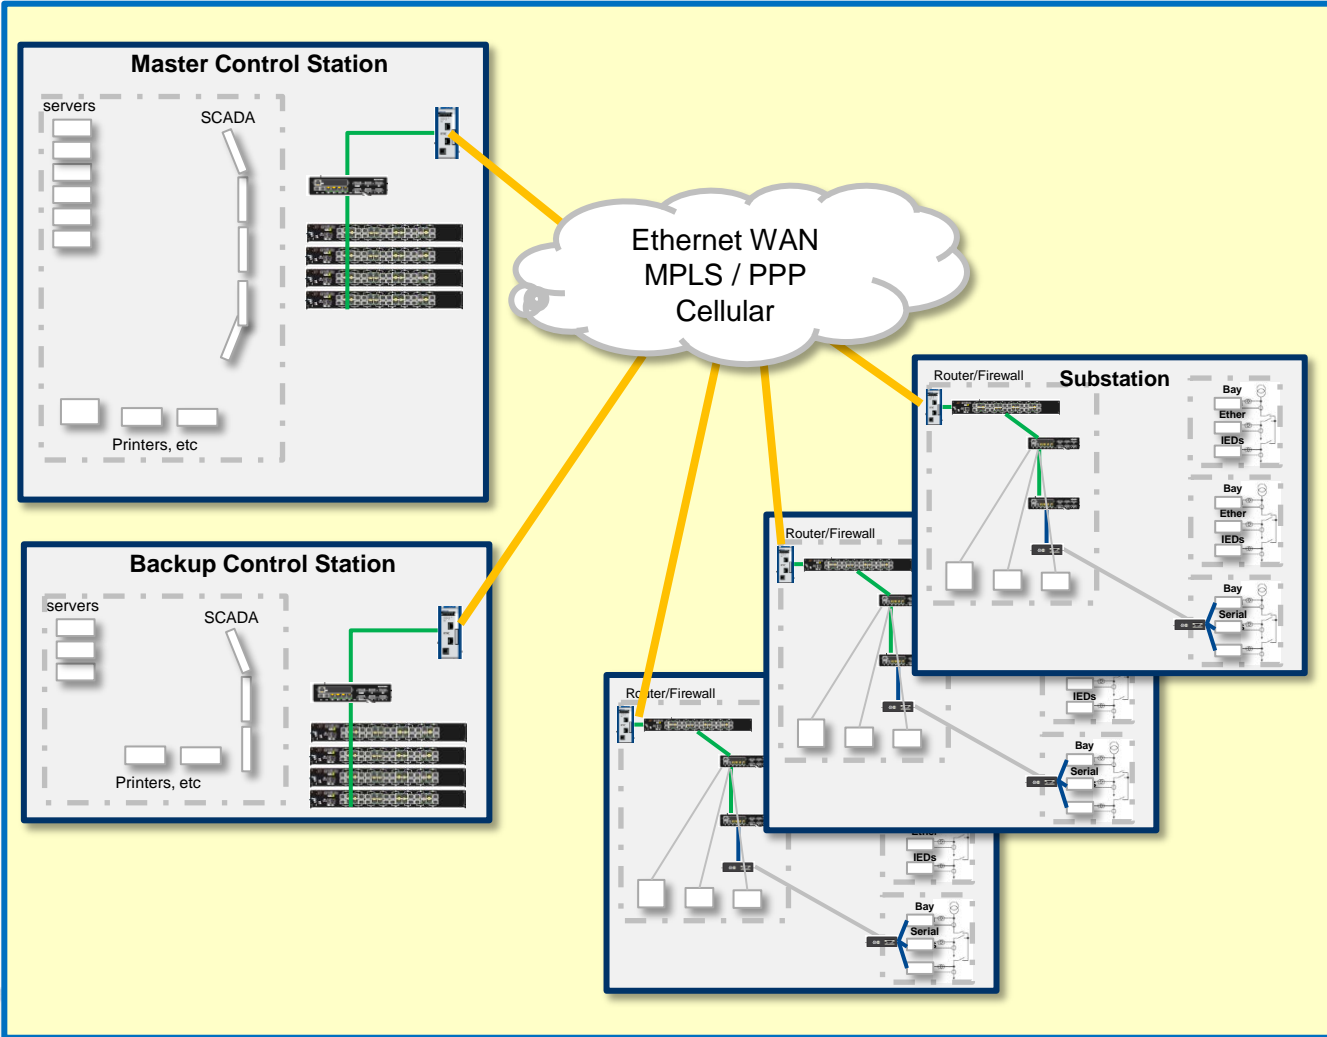 Master Control Station
servers
SCADA
Printers, etc
Ethernet WAN
MPLS / PPP
Cellular
Backup Control Station
servers
SCADA
Printers, etc
Router/Firewall
Substation
Bay
Ether
IEDs
Bay
Ether
IEDs
Bay
Serial
Router/Firewall
IEDs
Bay
Serial
Router/Firewall
Ether
IEDs
Bay
Serial